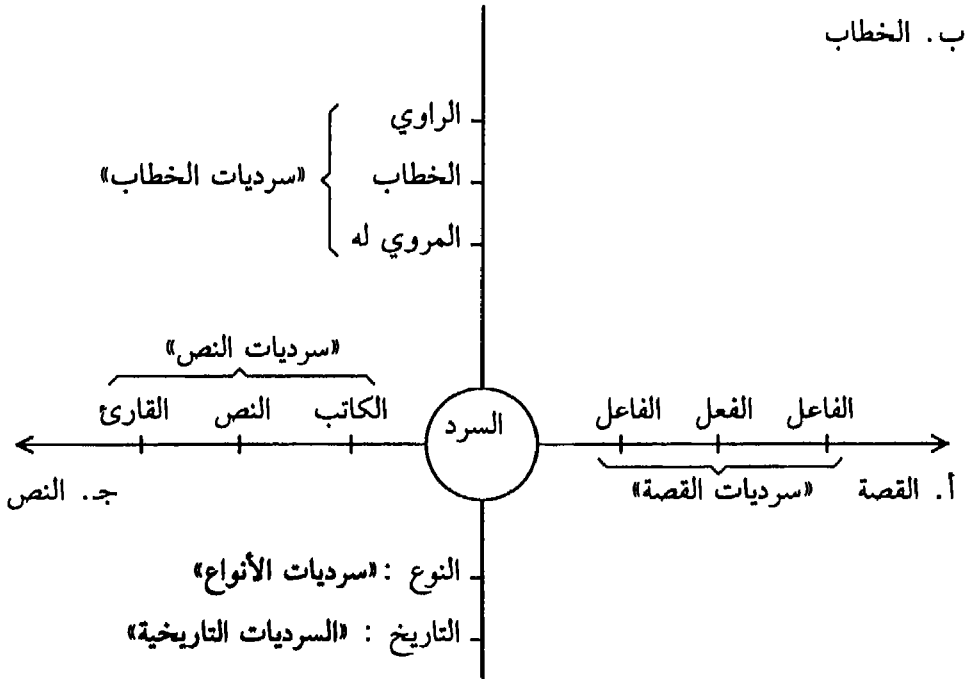 ب. الخطاب
الراوي
الخطاب
«سرديات الخطاب»
المروي له
«سرديات النص»
الفاعل الفعل الفاعل
السرد
الكاتب النص القارئ
أ. القصة
«سرديات القصة»
جـ. النص
النوع : «سرديات الأنواع»
التاريخ : «السرديات التاريخية»